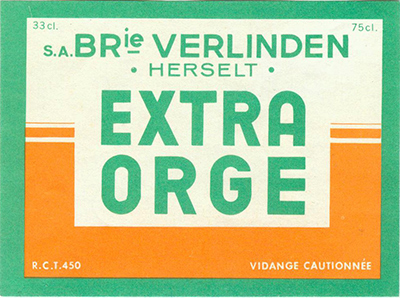 33cl. 75cl.
S.A. BRie VERLINDEN
· HERSELT ·
EXTRA
ORGE
R.C.T. 450 VIDANGE CAUTIONNÉE